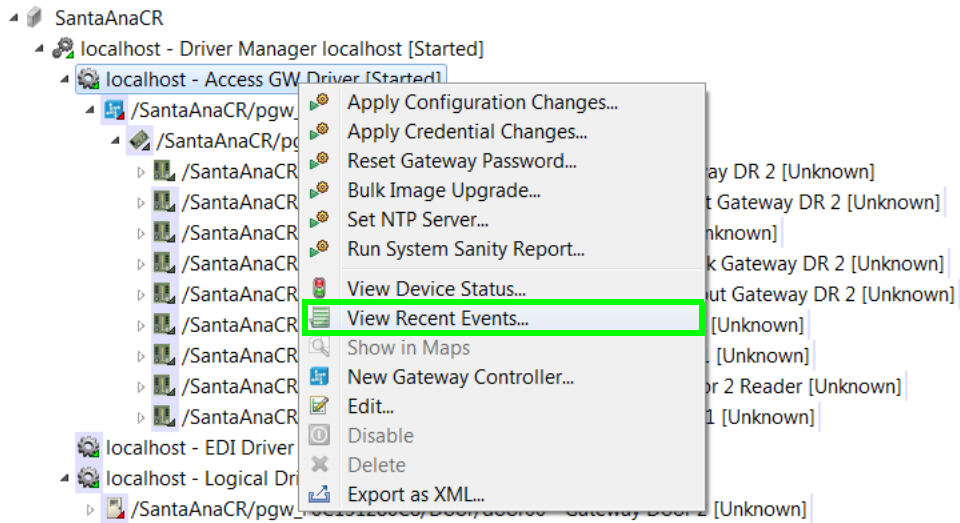 SantaAnaCR
localhost - Driver Manager localhost [Started]
localhost - Access GW Driver [Started]
/SantaAnaCR/pgw_
Apply Configuration Changes...
Apply Credential Changes...
/SantaAnaCR/pg
Reset Gateway Password...
/SantaAnaCR
ay DR 2 [Unknown]
Bulk Image Upgrade...
/SantaAnaCR
t Gateway DR 2 [Unknown]
Set NTP Server...
/SantaAnaCR
nknown]
Run System Sanity Report...
/SantaAnaCR
k Gateway DR 2 [Unknown]
View Device Status...
/SantaAnaCR
out Gateway DR 2 [Unknown]
View Recent Events...
/SantaAnaCR
[Unknown]
Show in Maps
/SantaAnaCR
1 [Unknown]
New Gateway Controller...
/SantaAnaCR
or 2 Reader [Unknown]
Edit...
/SantaAnaCR
1 [Unknown]
Disable
localhost - EDI Driver
Delete
localhost - Logical Dri
Export as XML...
/SantaAnaCR/pgw_ Gateway Door 2 [Unknown]